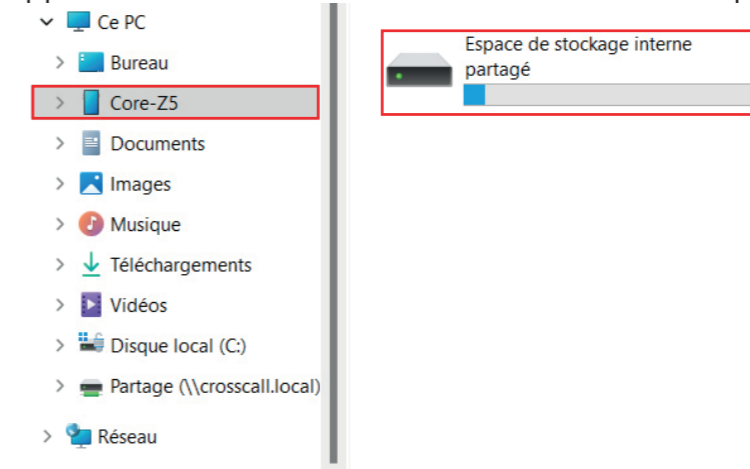 Ce PC
Bureau
Core-Z5
Documents
Images
Musique
Téléchargements
Vidéos
Disque local (C:)
Partage (\\crosscall.local)
Réseau
Espace de stockage interne
partagé